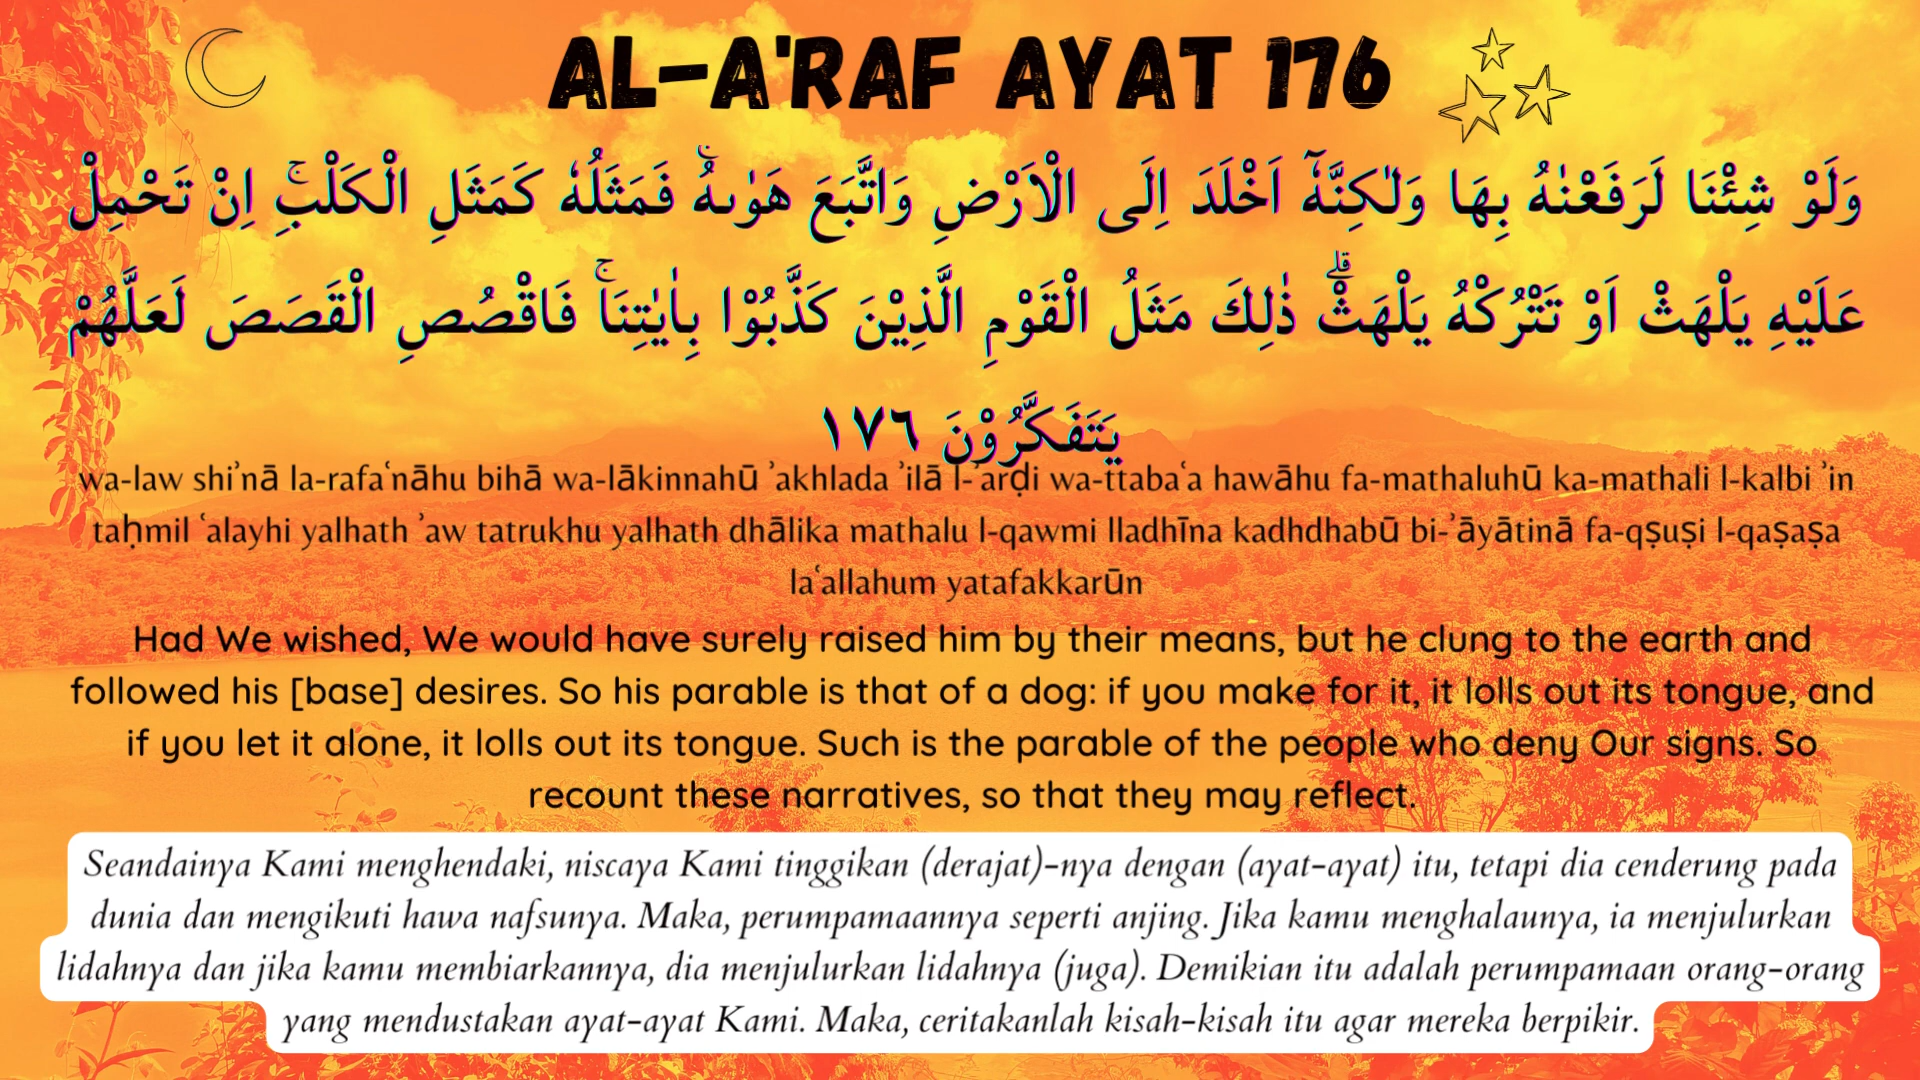 AL-A'RAF AYAT 176
وَلَوْ شِئْنَا لَرَفَعْنٰهُ بِهَا وَلٰكِنَّهٗٓ اَخْلَدَ اِلَى الْاَرْضِ وَاتَّبَعَ هَوٰىهُۚ فَمَثَلُهٗ كَمَثَلِ الْكَلْبِۚ اِنْ تَحْمِلْ
عَلَيْهِ يَلْهَثْ اَوْ تَتْرُكْهُ يَلْهَثْۗ ذٰلِكَ مَثَلُ الْقَوْمِ الَّذِيْنَ كَذَّبُوْا بِاٰيٰتِنَاۚ فَاقْصُصِ الْقَصَصَ لَعَلَّهُمْ
يَتَفَكَّرُوْنَ ١٧٦
wa-law shiʾnā la-rafaʿnāhu bihā wa-lākinnahū ʾakhlada ʾilā l-ʾarḍi wa-ttabaʿa hawāhu fa-mathaluhū ka-mathali l-kalbi ʾin
taḥmil ʿalayhi yalhath ʾaw tatrukhu yalhath dhālika mathalu l-qawmi lladhīna kadhdhabū bi-ʾāyātinā fa-qṣuṣi l-qaṣaṣa
laʿallahum yatafakkarūn
Had We wished, We would have surely raised him by their means, but he clung to the earth and
followed his [base] desires. So his parable is that of a dog: if you make for it, it lolls out its tongue, and
if you let it alone, it lolls out its tongue. Such is the parable of the people who deny Our signs. So
recount these narratives, so that they may reflect.
Seandainya Kami menghendaki, niscaya Kami tinggikan (derajat)-nya dengan (ayat-ayat) itu, tetapi dia cenderung pada
dunia dan mengikuti hawa nafsunya. Maka, perumpamaannya seperti anjing. Jika kamu menghalaunya, ia menjulurkan
lidahnya dan jika kamu membiarkannya, dia menjulurkan lidahnya (juga). Demikian itu adalah perumpamaan orang-orang
yang mendustakan ayat-ayat Kami. Maka, ceritakanlah kisah-kisah itu agar mereka berpikir.